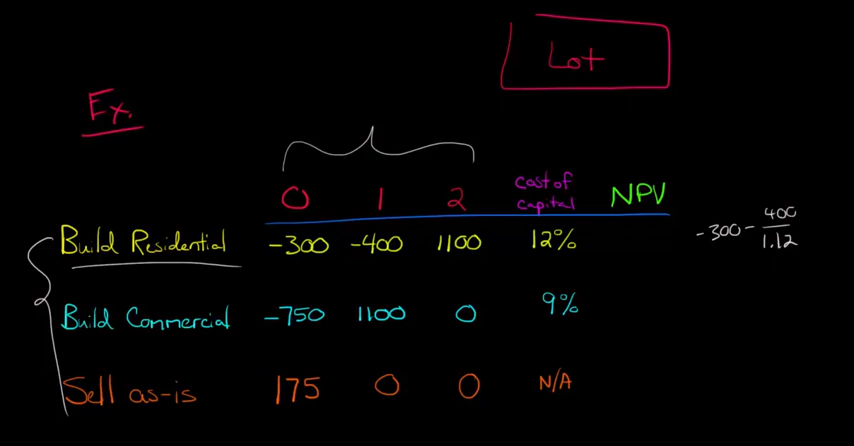 Lot
Ex.
0 1 2 cost of capital NPV
Build Residential -300 -400 1100 12% -300 - 400/1.12
Build Commercial -750 1100 0 9%
Sell as-is 175 0 0 N/A